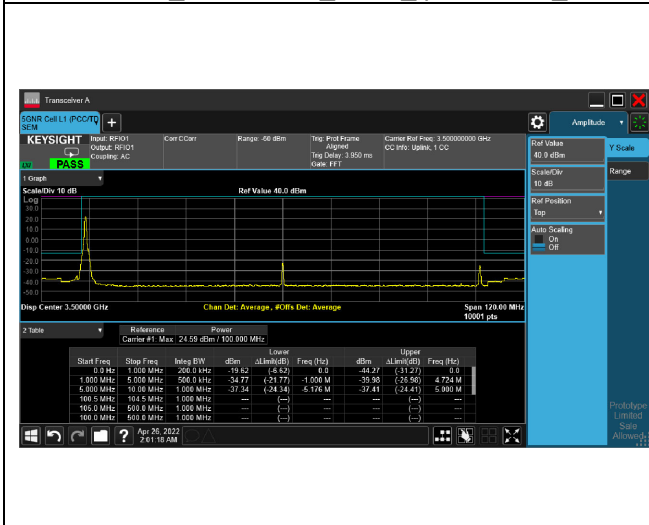 Transceiver A
5GNR Cell L1 (PCC/TD
SEM
+
Amplitude
KEYSIGHT
LXI
PASS
Input: RFIO1
Output: RFIO1
Coupling: AC
Corr CCorr
Range: -60 dBm
Trig: Prot Frame
Aligned
Trig Delay: 3.950 ms
Gate: FFT
Carrier Ref Freq: 3.500000000 GHz
CC Info: Uplink, 1 CC
Ref Value
40.0 dBm
Y Scale
Scale/Div
10 dB
Range
Ref Position
Top
Auto Scaling
On
Off
1 Graph
Scale/Div 10 dB
Ref Value 40.0 dBm
Log
30.0
20.0
10.0
0.00
-10.0
-20.0
-30.0
-40.0
-50.0
Disp Center 3.50000 GHz
Chan Det: Average , #Offs Det: Average
Span 120.00 MHz
10001 pts
2 Table
Reference Power
Carrier #1: Max 24.59 dBm / 100.000 MHz
Lower Upper
Start Freq Stop Freq Integ BW dBm ΔLimit(dB) Freq (Hz) dBm ΔLimit(dB) Freq (Hz)
0.0 Hz 1.000 MHz 200.0 kHz -19.62 (-6.62) 0.0 -44.27 (-31.27) 0.0
1.000 MHz 5.000 MHz 500.0 kHz -34.77 (-21.77) -1.000 M -39.98 (-26.98) 4.724 M
5.000 MHz 10.00 MHz 1.000 MHz -37.34 (-24.34) -5.176 M -37.41 (-24.41) 5.000 M
100.5 MHz 104.5 MHz 1.000 MHz --- (---) --- (---)
105.0 MHz 500.0 MHz 1.000 MHz --- (---) --- (---)
100.0 MHz 500.0 MHz 1.000 MHz --- (---) --- (---)
Prototype
Limited
Sale
Allowed
?
Apr 26, 2022
2:01:18 AM